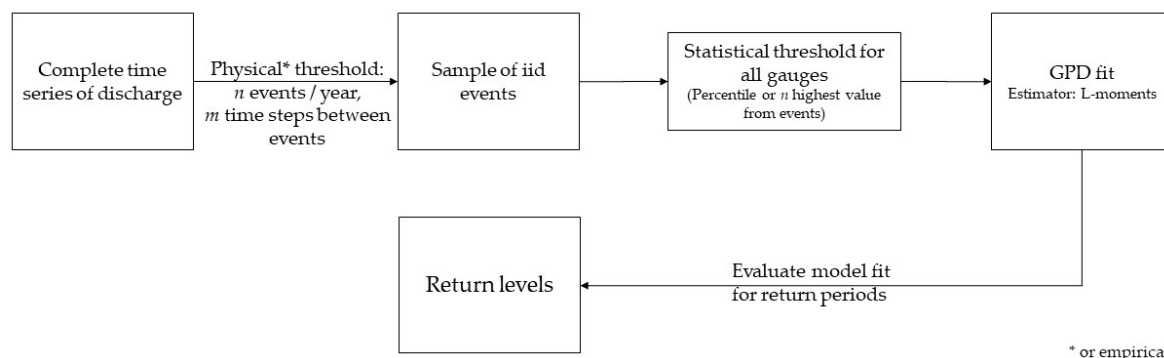 Complete time
series of discharge
Physical* threshold:
n events / year,
m time steps between
events
Sample of iid
events
Statistical threshold for
all gauges
(Percentile or n highest value
from events)
GPD fit
Estimator: L-moments
Return levels
Evaluate model fit
for return periods
* or empirica